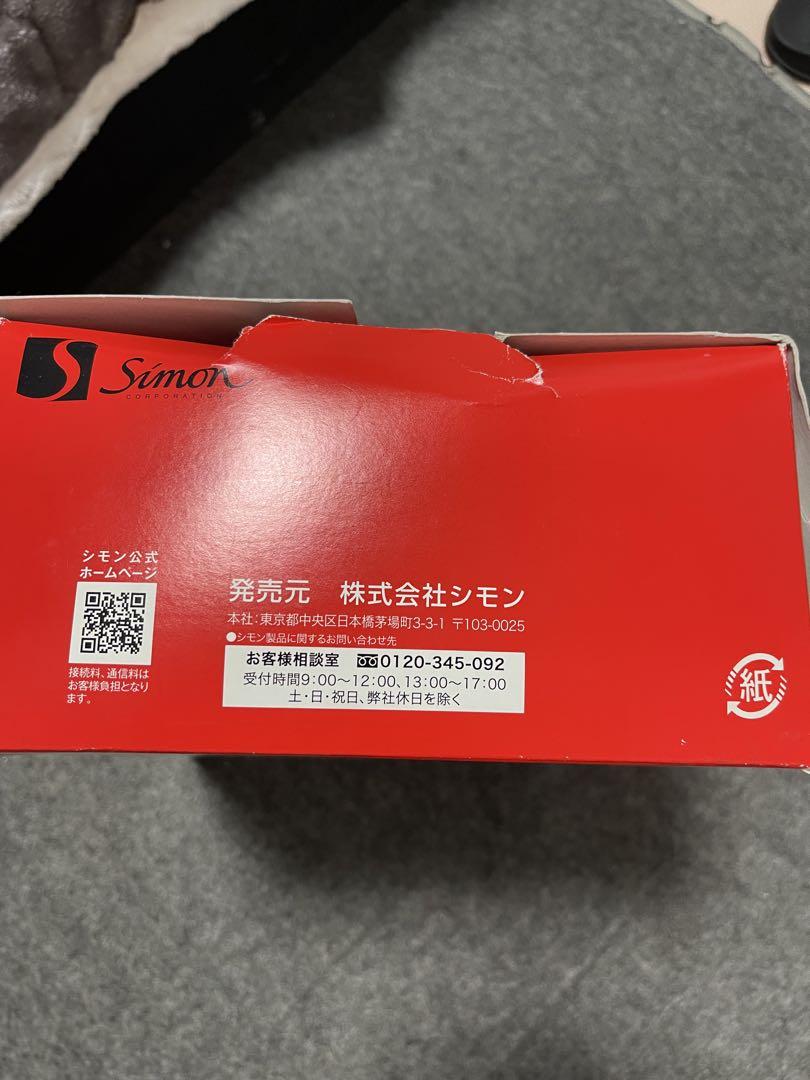 Simon
CORPORATION
シモン公式
ホームページ
接続料、通信料は
お客様負担となり
ます。
発売元 株式会社シモン
本社:東京都中央区日本橋茅場町3-3-1 〒103-0025
●シモン製品に関するお問い合わせ先
お客様相談室 0120-345-092
受付時間9:00〜12:00、13:00〜17:00
土・日・祝日、弊社休日を除く
紙